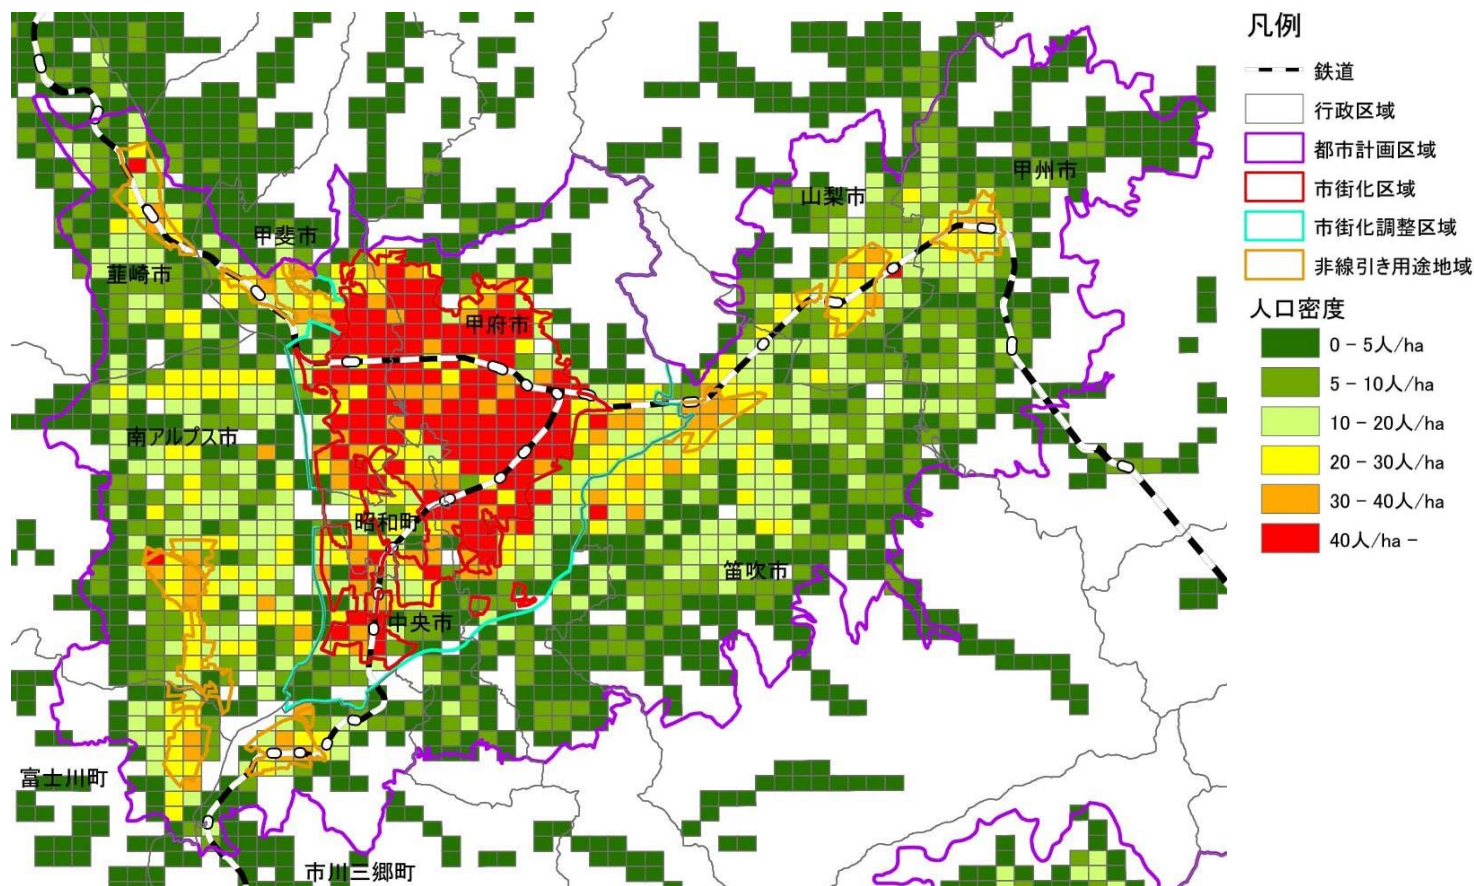 凡例
鉄道
行政区域
都市計画区域
市街化区域
市街化調整区域
非線引き用途地域
人口密度
0 - 5人/ha
5 - 10人/ha
10 - 20人/ha
20 - 30人/ha
30 - 40人/ha
40人/ha -
甲州市
山梨市
甲斐市
韮崎市
甲府市
南アルプス市
昭和町
笛吹市
中央市
富士川町
市川三郷町